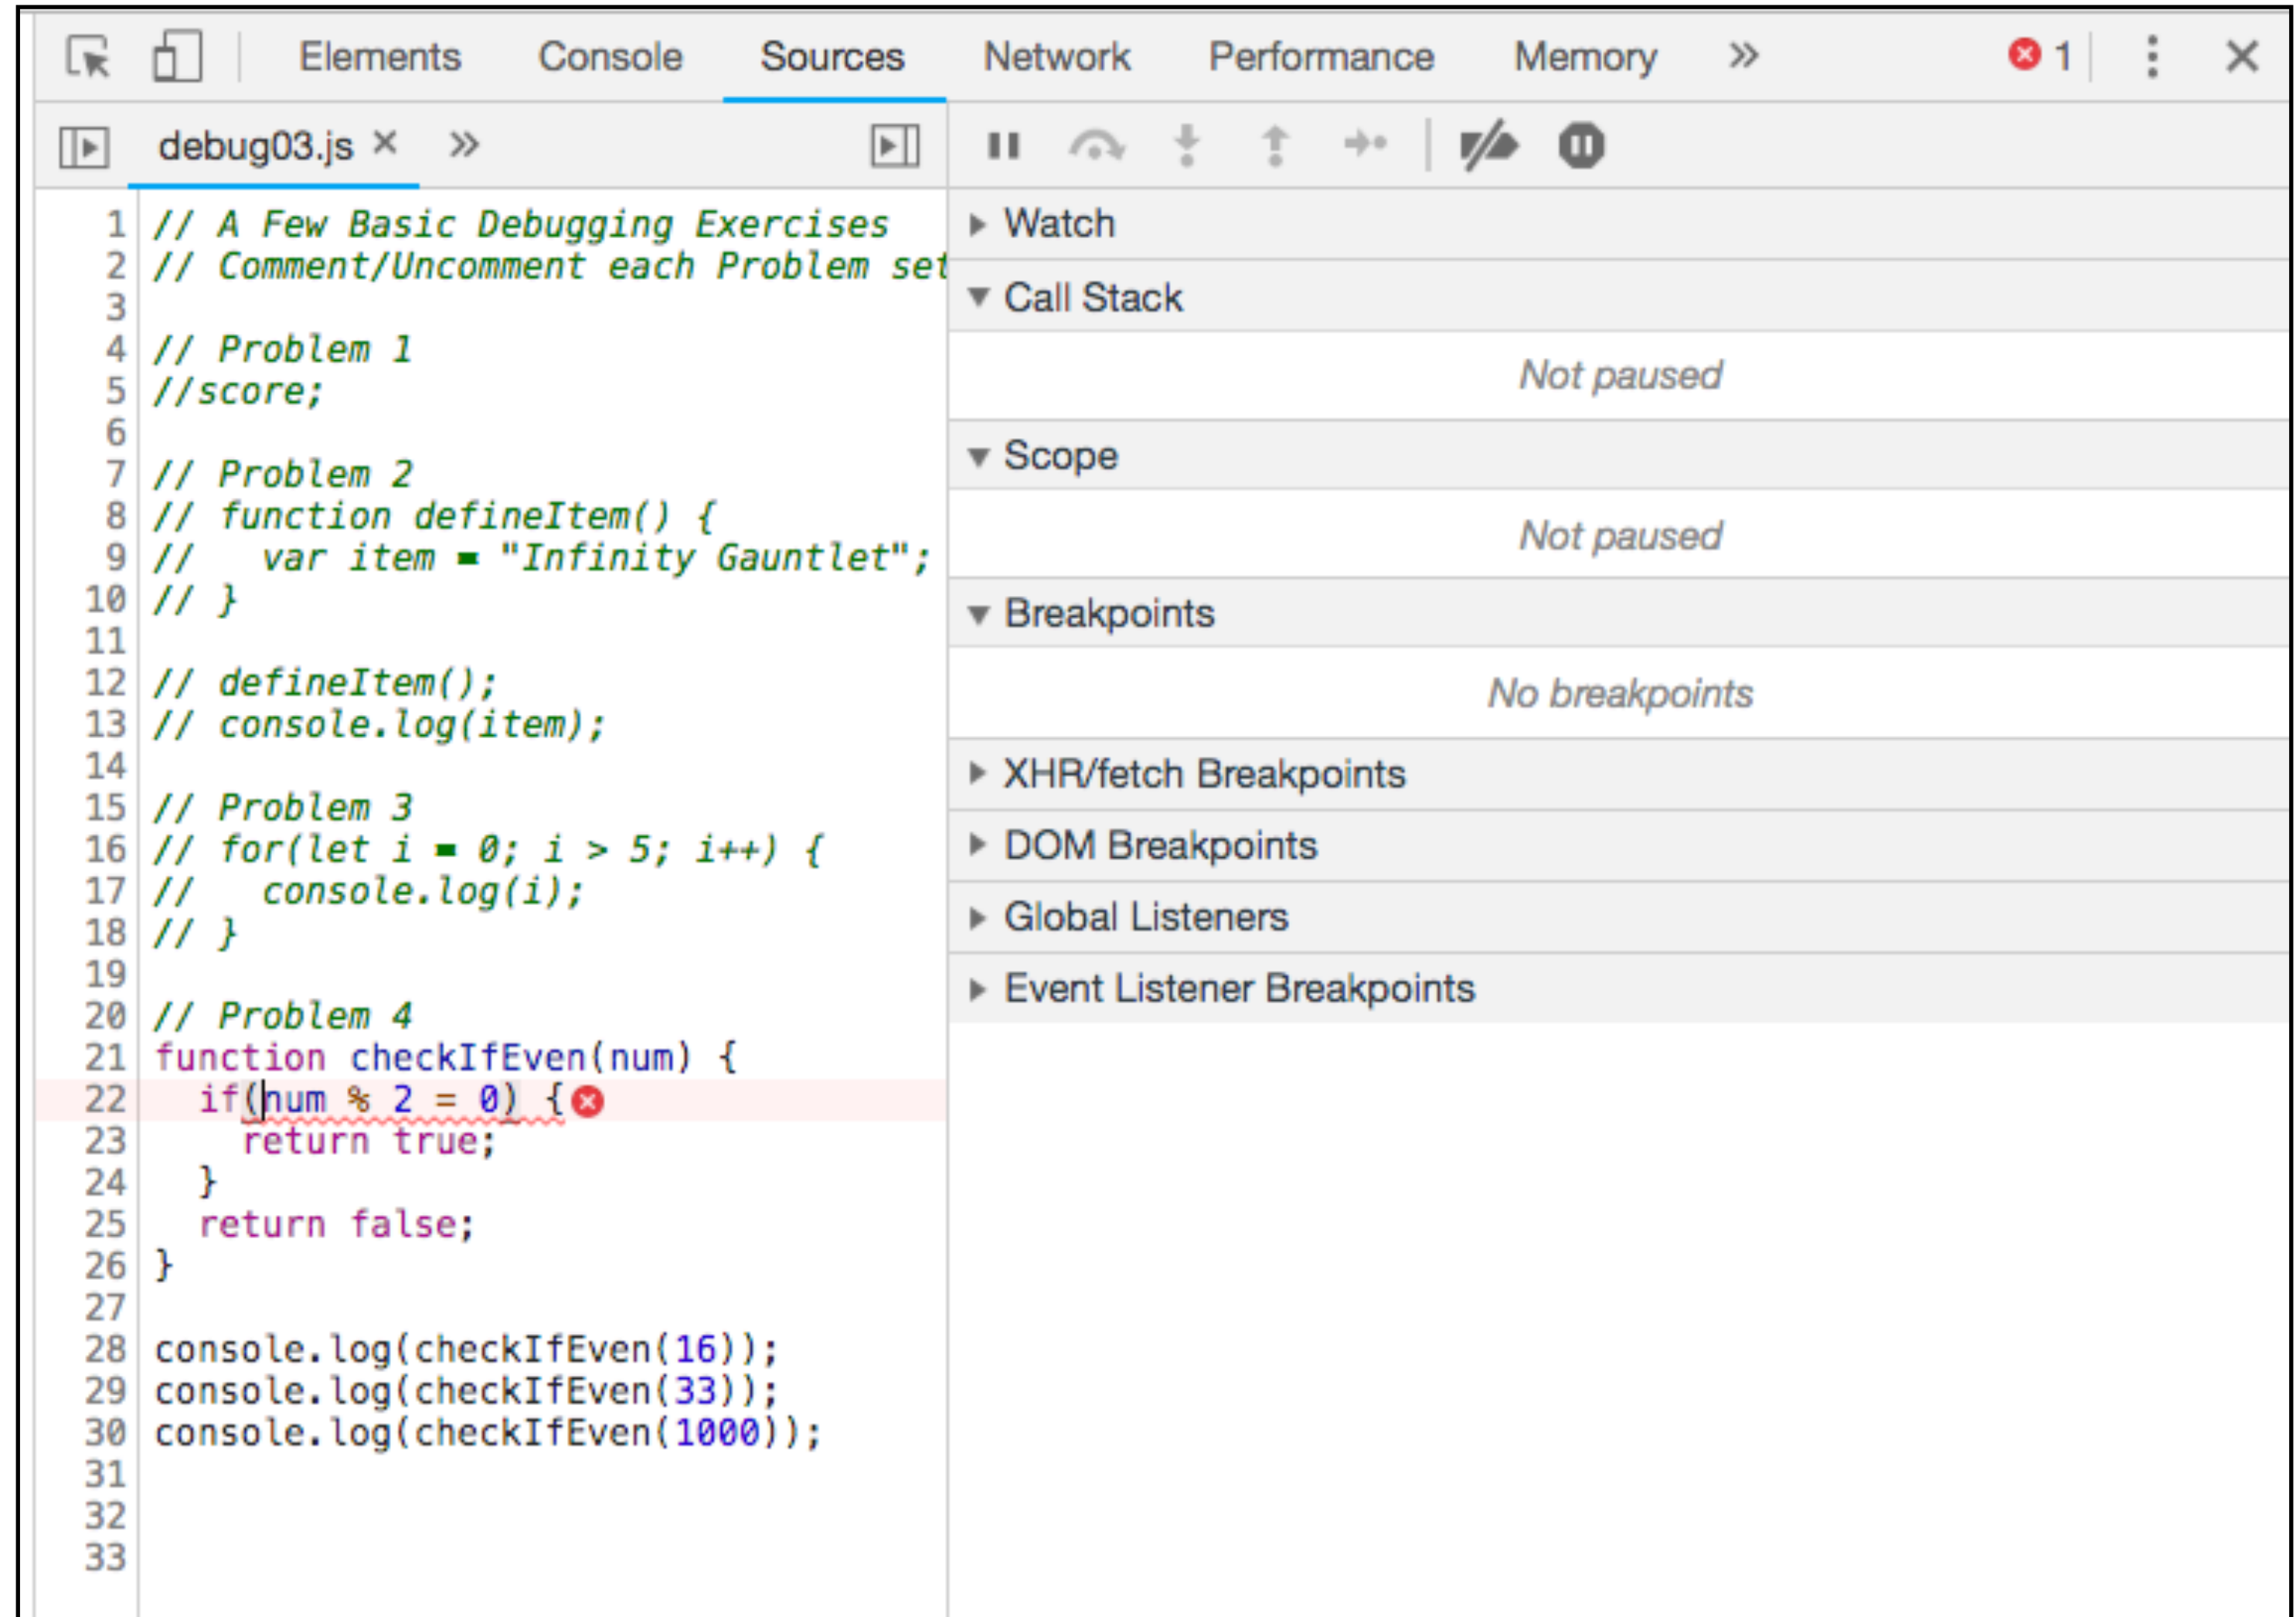 Elements Console Sources Network Performance Memory » 1
debug03.js × »
1 // A Few Basic Debugging Exercises
2 // Comment/Uncomment each Problem set
3
4 // Problem 1
5 //score;
6
7 // Problem 2
8 // function defineItem() {
9 //   var item = "Infinity Gauntlet";
10 // }
11
12 // defineItem();
13 // console.log(item);
14
15 // Problem 3
16 // for(let i = 0; i > 5; i++) {
17 //   console.log(i);
18 // }
19
20 // Problem 4
21 function checkIfEven(num) {
22   if(num % 2 = 0) {
23     return true;
24   }
25   return false;
26 }
27
28 console.log(checkIfEven(16));
29 console.log(checkIfEven(33));
30 console.log(checkIfEven(1000));
31
32
33
Watch
Call Stack
Not paused
Scope
Not paused
Breakpoints
No breakpoints
XHR/fetch Breakpoints
DOM Breakpoints
Global Listeners
Event Listener Breakpoints